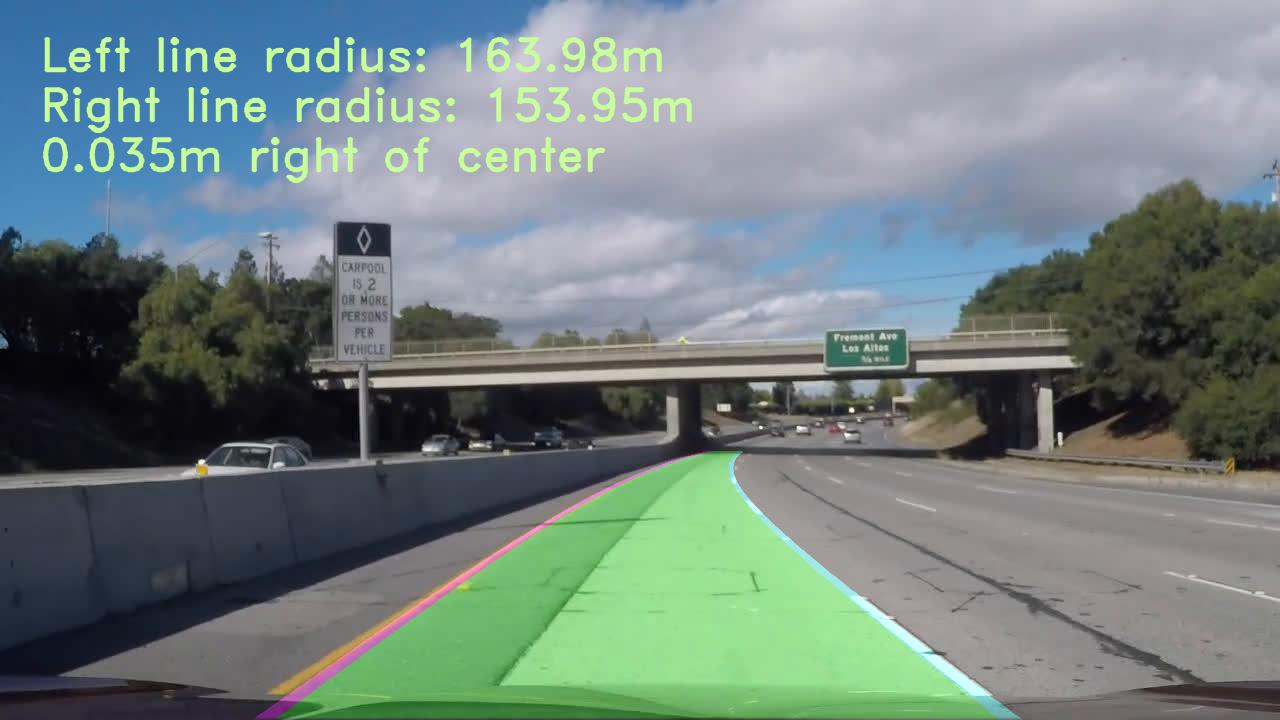 Left line radius: 163.98m
Right line radius: 153.95m
0.035m right of center
CARPOOL
IS 2
OR MORE
PERSONS
PER
VEHICLE
Fremont Ave
Los Altos
MILE